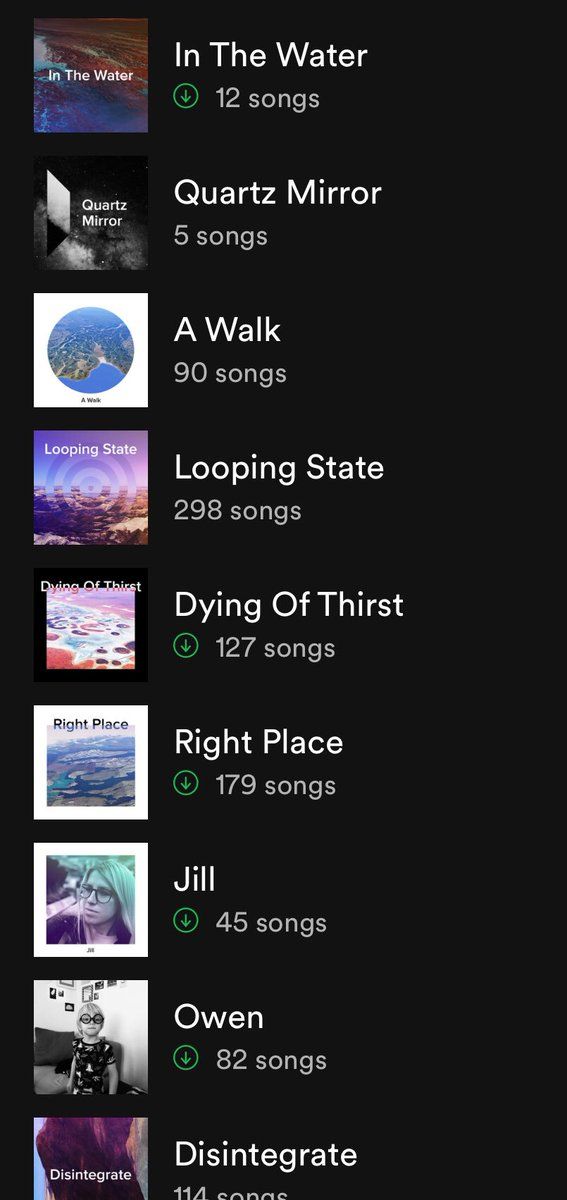 In The Water
In The Water
12 songs
Quartz
Mirror
Quartz Mirror
5 songs
A Walk
A Walk
90 songs
Looping State
Looping State
298 songs
Dying Of Thirst
Dying Of Thirst
127 songs
Right Place
Right Place
179 songs
Jill
Jill
45 songs
Owen
82 songs
Disintegrate
Disintegrate
114 songs